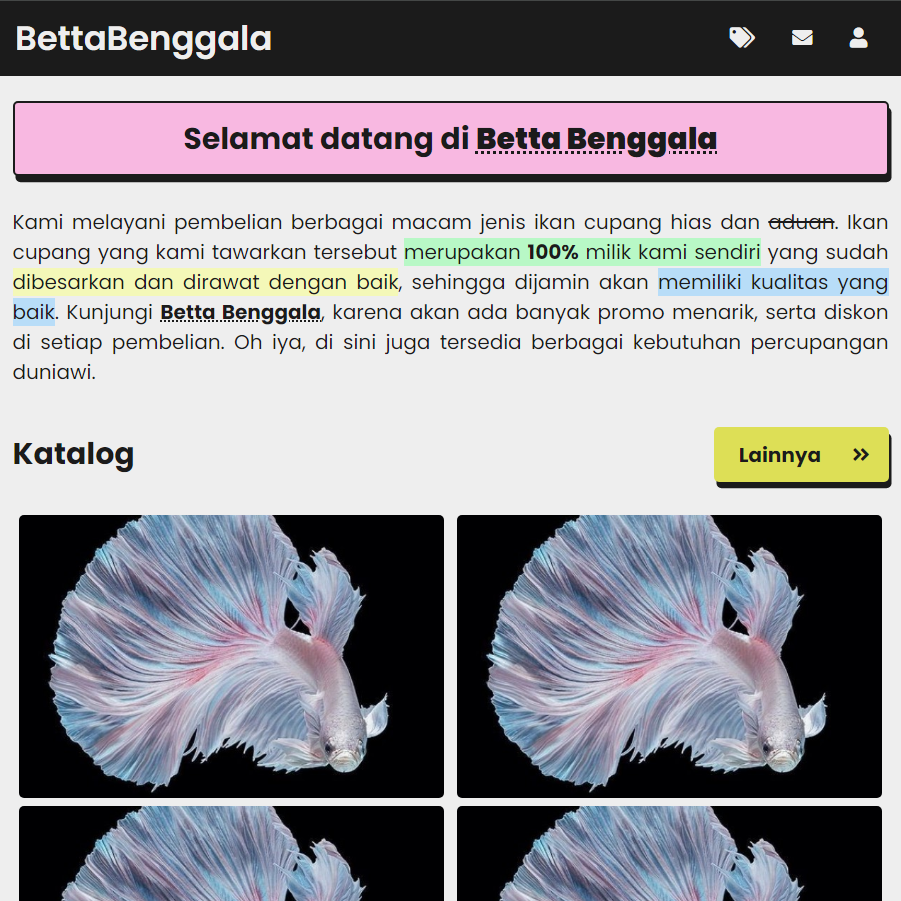 BettaBenggala
Selamat datang di Betta Benggala
Kami melayani pembelian berbagai macam jenis ikan cupang hias dan aduan. Ikan
cupang yang kami tawarkan tersebut merupakan 100% milik kami sendiri yang sudah
dibesarkan dan dirawat dengan baik, sehingga dijamin akan memiliki kualitas yang
baik. Kunjungi Betta Benggala, karena akan ada banyak promo menarik, serta diskon
di setiap pembelian. Oh iya, di sini juga tersedia berbagai kebutuhan percupangan
duniawi.
Katalog
Lainnya